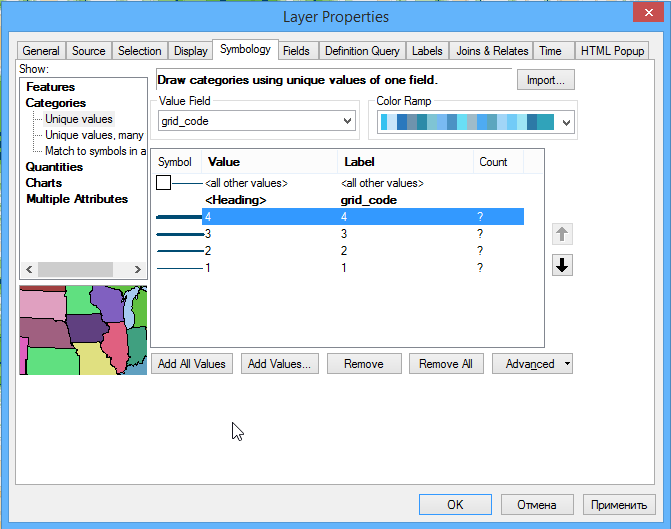 Layer Properties
General Source Selection Display Symbology Fields Definition Query Labels Joins & Relates Time HTML Popup
Show:
Features
Categories
Unique values
Unique values, many
Match to symbols in a
Quantities
Charts
Multiple Attributes
Draw categories using unique values of one field.
Import...
Value Field
grid_code
Color Ramp
Symbol Value Label Count
<all other values> <all other values>
<Heading> grid_code
4 4 ?
3 3 ?
2 2 ?
1 1 ?
Add All Values Add Values... Remove Remove All Advanced
OK Отмена Применить